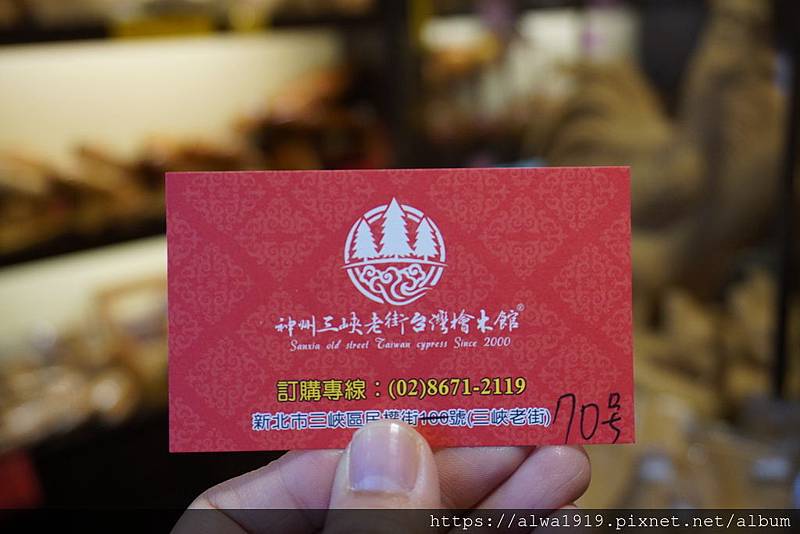 神州三峽老街台灣檜木館®
Sanxia old street Taiwan cypress Since 2000
訂購專線：(02)8671-2119
新北市三峽區民權街106號(三峽老街) 70号
https://alwa1919.pixnet.net/album